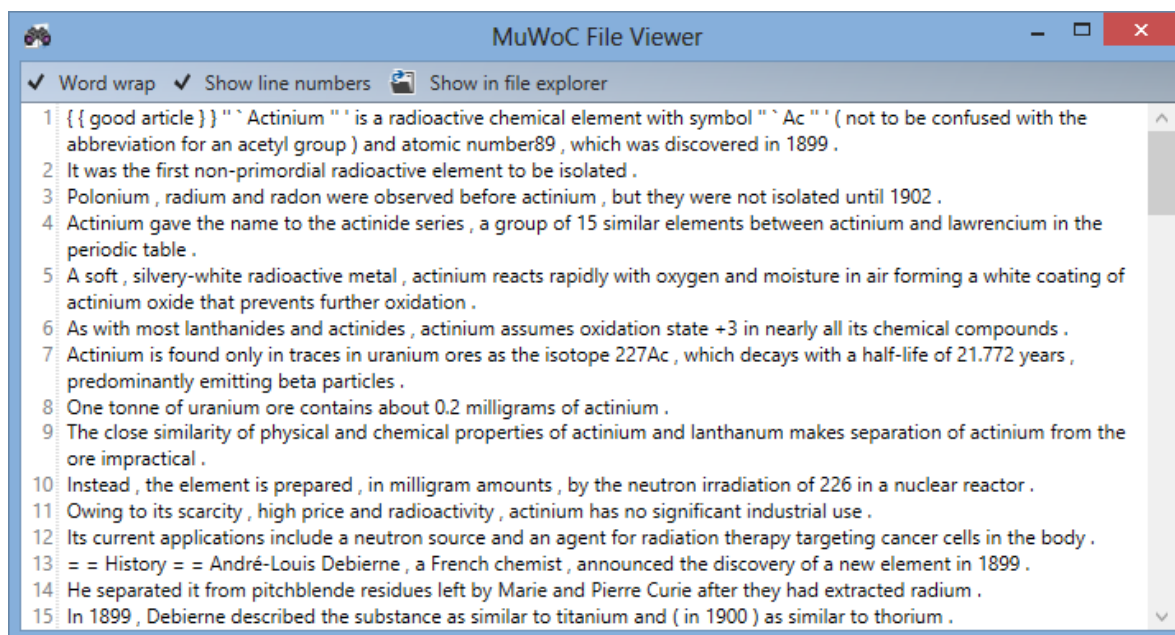 MuWoC File Viewer
Word wrap Show line numbers Show in file explorer
1 { { good article } } '' ` Actinium '' ' is a radioactive chemical element with symbol '' ` Ac '' ' ( not to be confused with the
abbreviation for an acetyl group ) and atomic number89 , which was discovered in 1899 .
2 It was the first non-primordial radioactive element to be isolated .
3 Polonium , radium and radon were observed before actinium , but they were not isolated until 1902 .
4 Actinium gave the name to the actinide series , a group of 15 similar elements between actinium and lawrencium in the
periodic table .
5 A soft , silvery-white radioactive metal , actinium reacts rapidly with oxygen and moisture in air forming a white coating of
actinium oxide that prevents further oxidation .
6 As with most lanthanides and actinides , actinium assumes oxidation state +3 in nearly all its chemical compounds .
7 Actinium is found only in traces in uranium ores as the isotope 227Ac , which decays with a half-life of 21.772 years ,
predominantly emitting beta particles .
8 One tonne of uranium ore contains about 0.2 milligrams of actinium .
9 The close similarity of physical and chemical properties of actinium and lanthanum makes separation of actinium from the
ore impractical .
10 Instead , the element is prepared , in milligram amounts , by the neutron irradiation of 226 in a nuclear reactor .
11 Owing to its scarcity , high price and radioactivity , actinium has no significant industrial use .
12 Its current applications include a neutron source and an agent for radiation therapy targeting cancer cells in the body .
13 = = History = = André-Louis Debierne , a French chemist , announced the discovery of a new element in 1899 .
14 He separated it from pitchblende residues left by Marie and Pierre Curie after they had extracted radium .
15 In 1899 , Debierne described the substance as similar to titanium and ( in 1900 ) as similar to thorium .